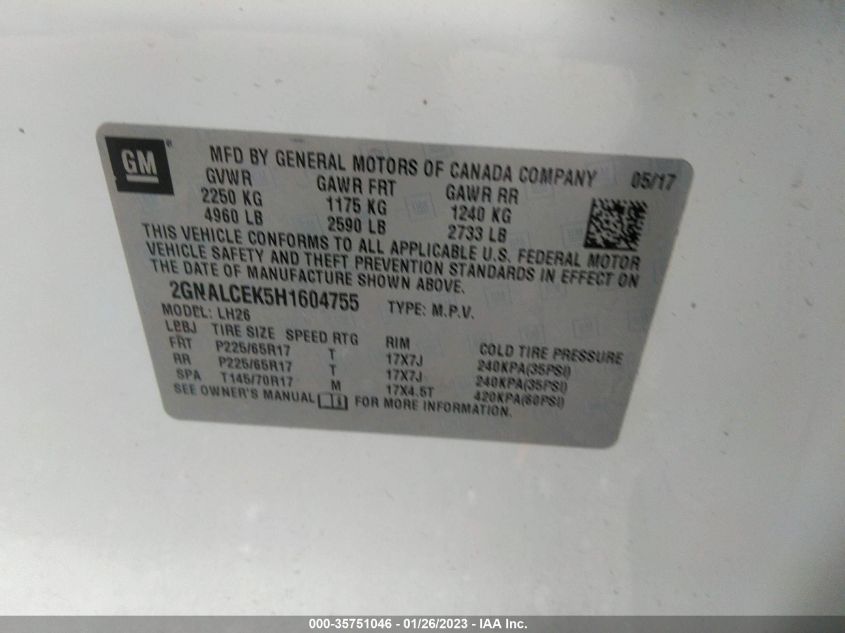 GM ®
MFD BY GENERAL MOTORS OF CANADA COMPANY 05/17
GVWR GAWR FRT GAWR RR
2250 KG 1175 KG 1240 KG
4960 LB 2590 LB 2733 LB
THIS VEHICLE CONFORMS TO ALL APPLICABLE U.S. FEDERAL MOTOR
VEHICLE SAFETY AND THEFT PREVENTION STANDARDS IN EFFECT ON
THE DATE OF MANUFACTURE SHOWN ABOVE.
2GNALCEK5H1604755 TYPE: M.P.V.
MODEL: LH26
LBBJ TIRE SIZE SPEED RTG RIM COLD TIRE PRESSURE
FRT P225/65R17 T 17X7J 240KPA(35PSI)
RR P225/65R17 T 17X7J 240KPA(35PSI)
SPA T145/70R17 M 17X4.5T 420KPA(60PSI)
SEE OWNER'S MANUAL FOR MORE INFORMATION.
000-35751046 - 01/26/2023 - IAA Inc.